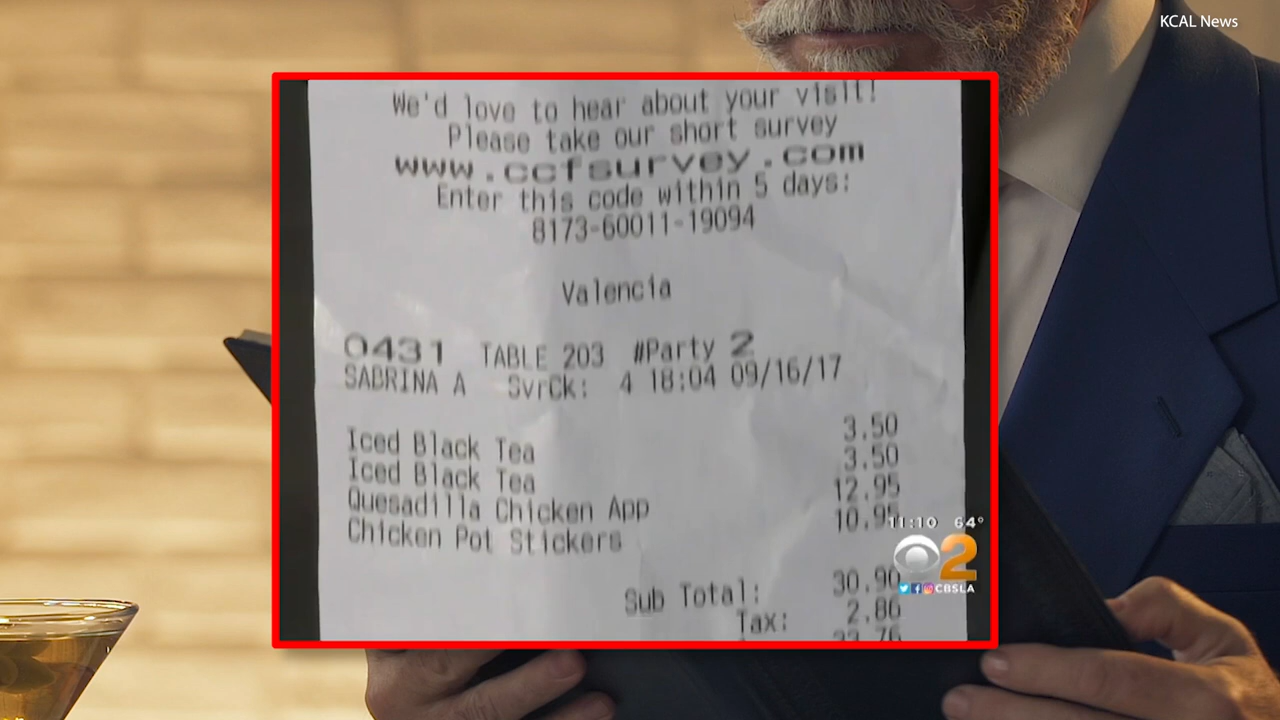 KCAL News
We'd love to hear about your visit!
Please take our short survey
www.ccfsurvey.com
Enter this code within 5 days:
8173-60011-19094
Valencia
0431 TABLE 203 #Party 2
SABRINA A SvrCk: 4 18:04 09/16/17
Iced Black Tea 3.50
Iced Black Tea 3.50
Quesadilla Chicken App 12.95
Chicken Pot Stickers 10.95
Sub Total: 30.90
Tax: 2.86
33.76
11:10 64°
2
CBSLA